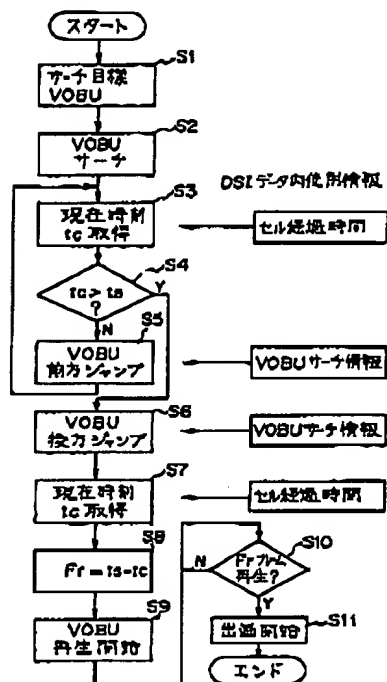 スタート
S1
サーチ目標
VOBU
S2
VOBU
サーチ
S3
DSIデータ内使用情報
現在時刻
tc取得
セル経過時間
S4
tc>ts
?
Y
N
S5
VOBU
前方ジャンプ
VOBUサーチ情報
S6
VOBU
後方ジャンプ
VOBUサーチ情報
S7
現在時刻
tc取得
セル経過時間
S8
Fr=ts-tc
S9
VOBU
再生開始
S10
Frフレム
再生?
N
Y
S11
出画開始
エンド